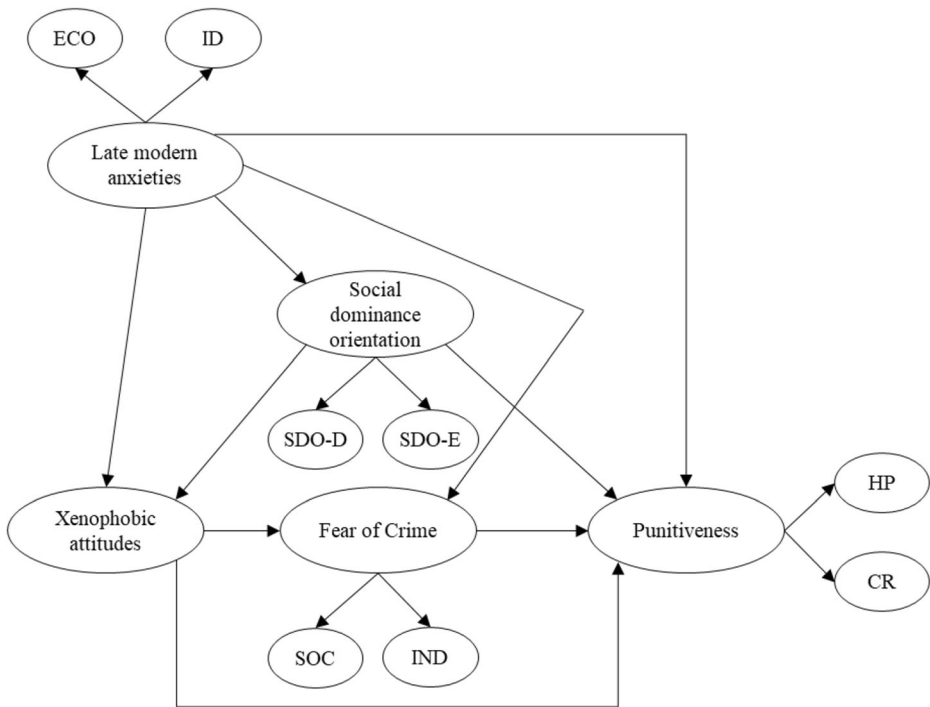 ECO
ID
Late modern
anxieties
Social
dominance
orientation
SDO-D
SDO-E
Xenophobic
attitudes
Fear of Crime
Punitiveness
HP
CR
SOC
IND